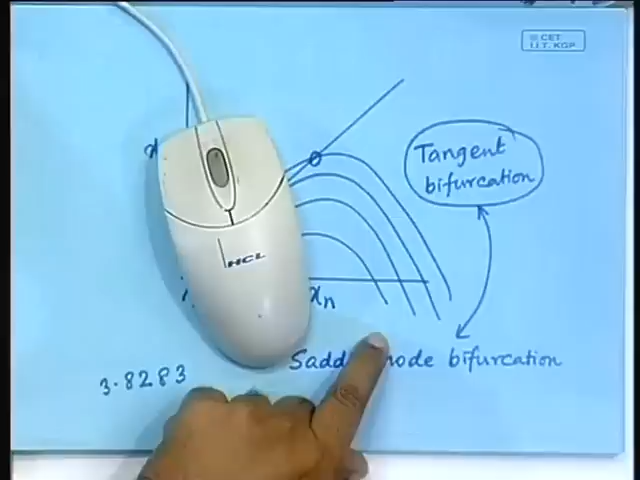 CET
I.I.T. KGP
Tangent
bifurcation
HCL
xn
node bifurcation
3.8283